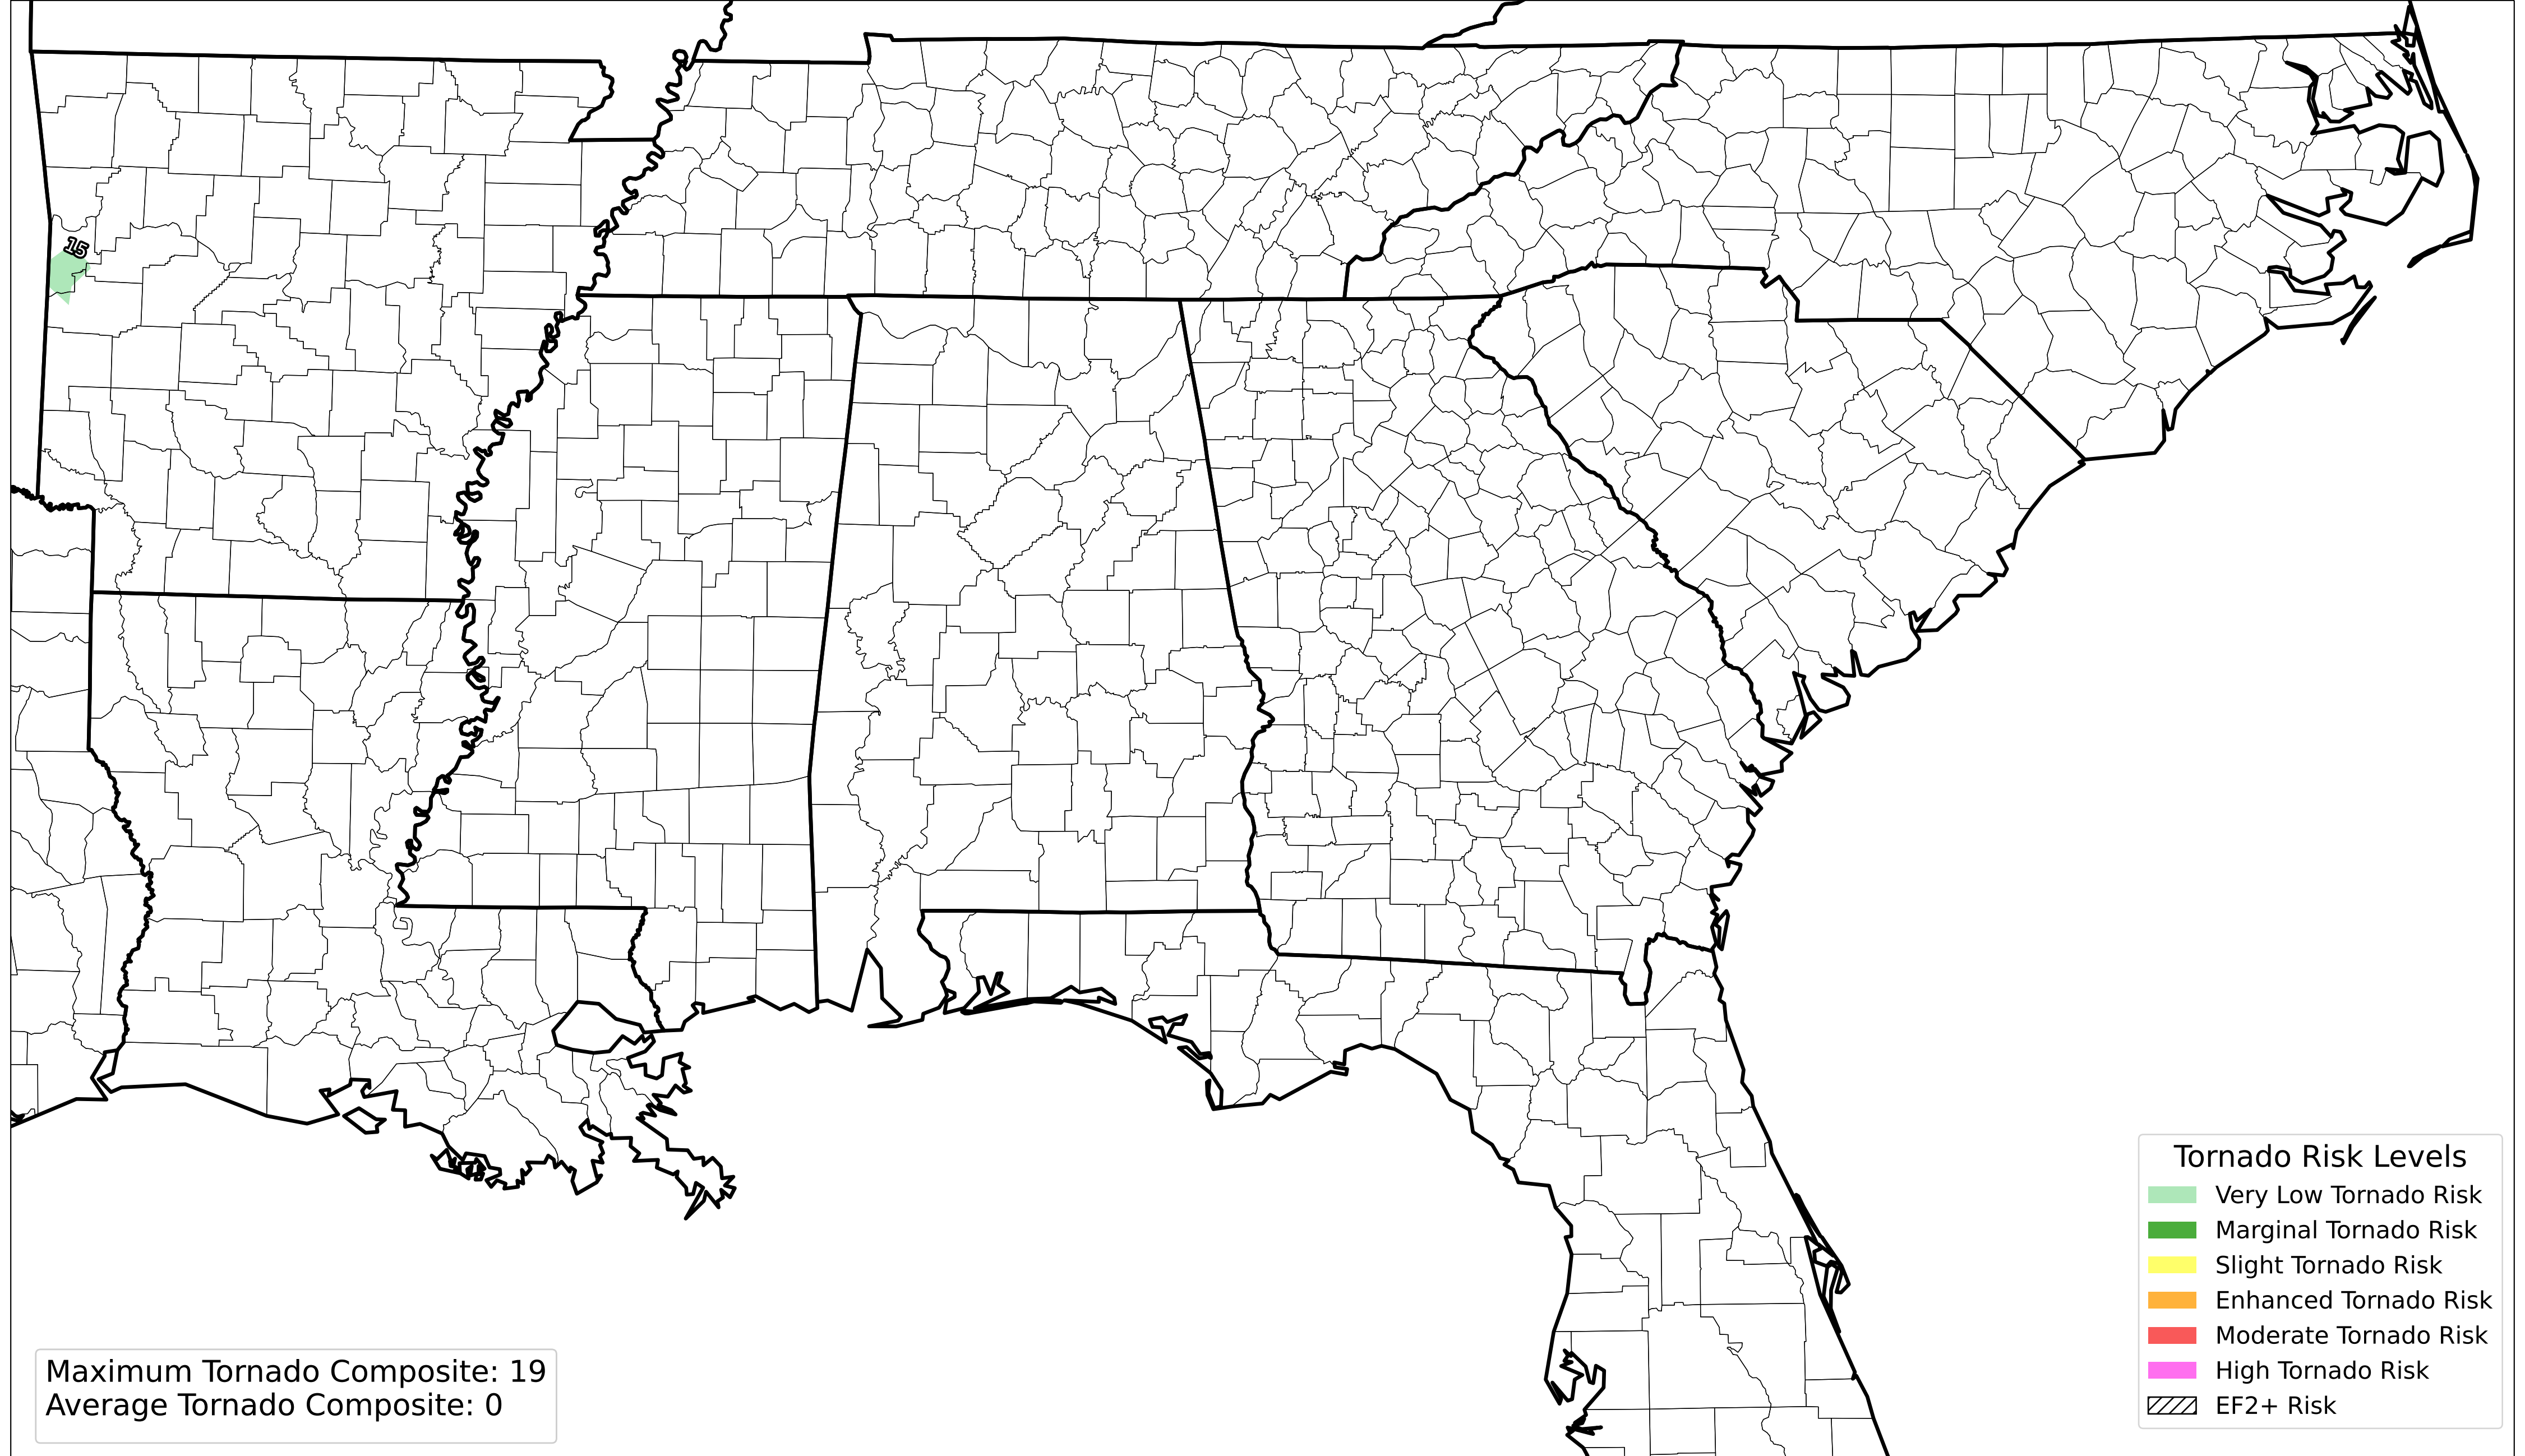 15
Tornado Risk Levels
Very Low Tornado Risk
Marginal Tornado Risk
Slight Tornado Risk
Enhanced Tornado Risk
Moderate Tornado Risk
High Tornado Risk
EF2+ Risk
Maximum Tornado Composite: 19
Average Tornado Composite: 0